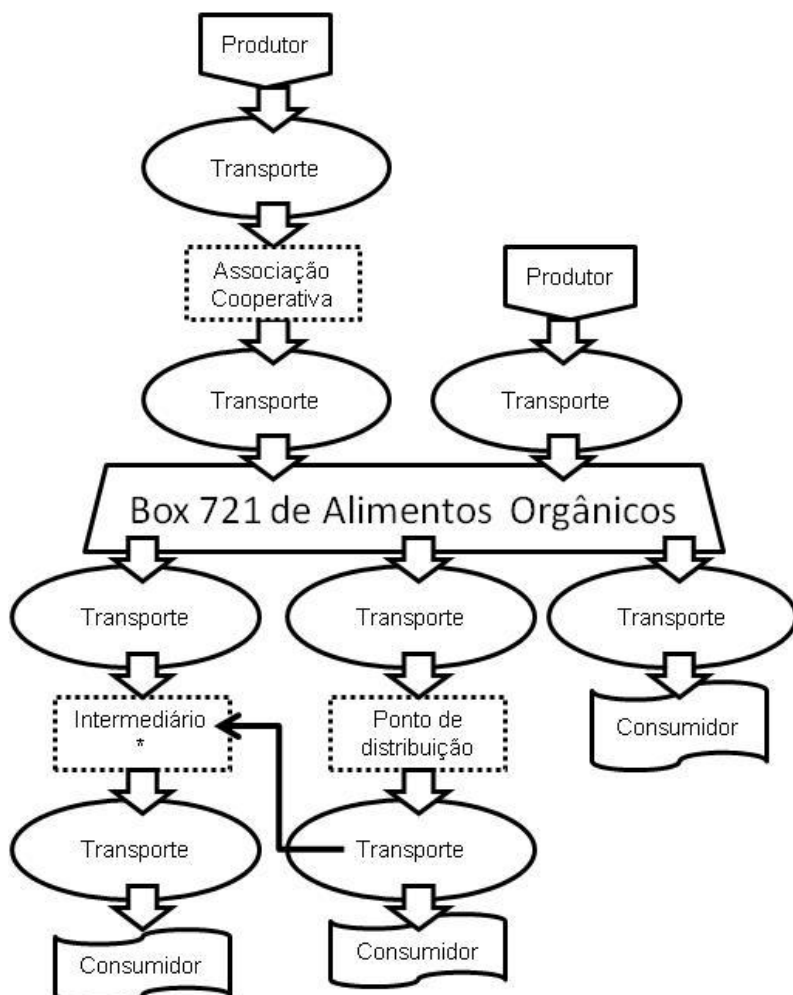 Produtor
Transporte
Associação
Cooperativa
Produtor
Transporte
Transporte
Box 721 de Alimentos Orgânicos
Transporte
Transporte
Transporte
Intermediário
*
Ponto de
distribuição
Consumidor
Transporte
Transporte
Consumidor
Consumidor